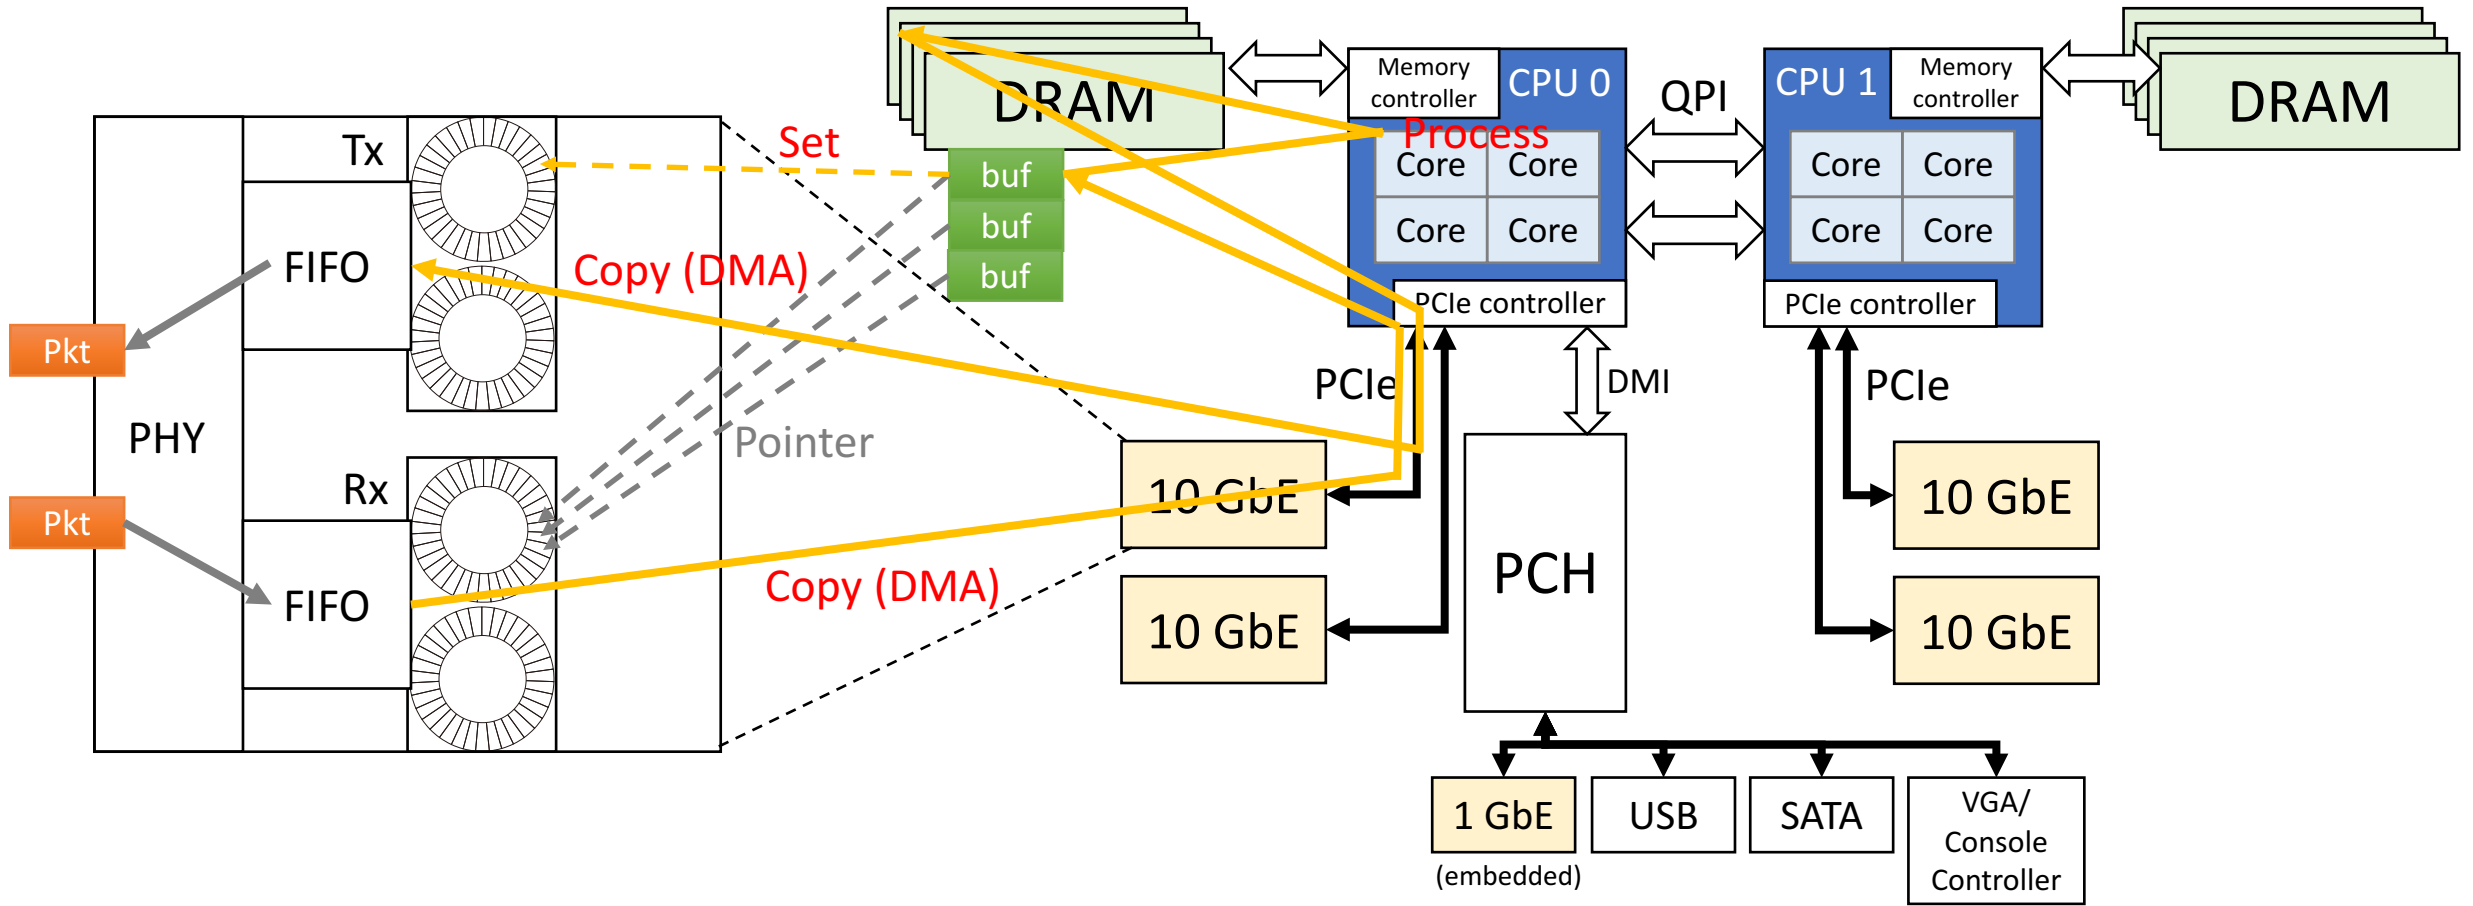 DRAM
Memory
controller
CPU 0
QPI
CPU 1
Memory
controller
DRAM
Tx
Set
buf
buf
buf
Process
Core
Core
Core
Core
Core
Core
Core
Core
FIFO
Copy (DMA)
PCIe controller
PCIe controller
Pkt
PCIe
DMI
PCIe
PHY
Pointer
Rx
10 GbE
10 GbE
Pkt
FIFO
Copy (DMA)
PCH
10 GbE
10 GbE
1 GbE
(embedded)
USB
SATA
VGA/
Console
Controller